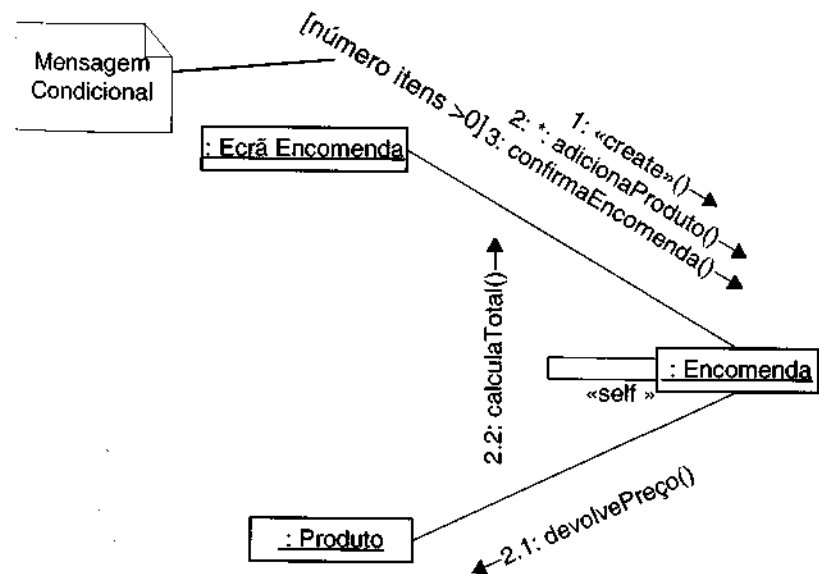 Mensagem
Condicional
: Ecrã Encomenda
1: «create»()
2: *: adicionaProduto()
[número itens >0] 3: confirmaEncomenda()
2.2: calculaTotal()
: Encomenda
«self »
2.1: devolvePreço()
: Produto